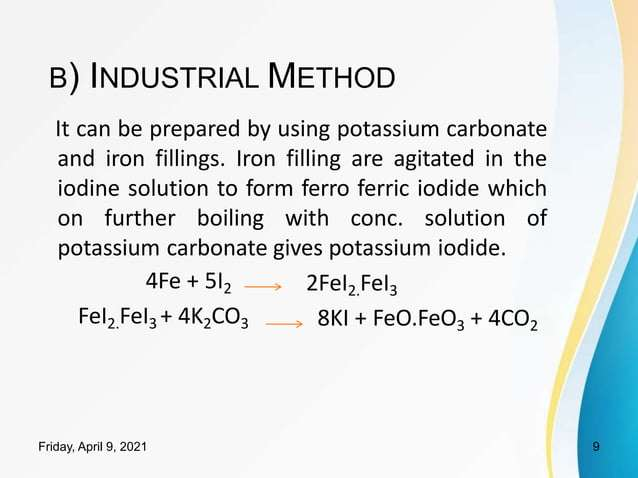 B) INDUSTRIAL METHOD
It can be prepared by using potassium carbonate
and iron fillings. Iron filling are agitated in the
iodine solution to form ferro ferric iodide which
on further boiling with conc. solution of
potassium carbonate gives potassium iodide.
4Fe + 5I₂ → 2FeI₂.FeI₃
FeI₂.FeI₃ + 4K₂CO₃ → 8KI + FeO.FeO₃ + 4CO₂
Friday, April 9, 2021 9